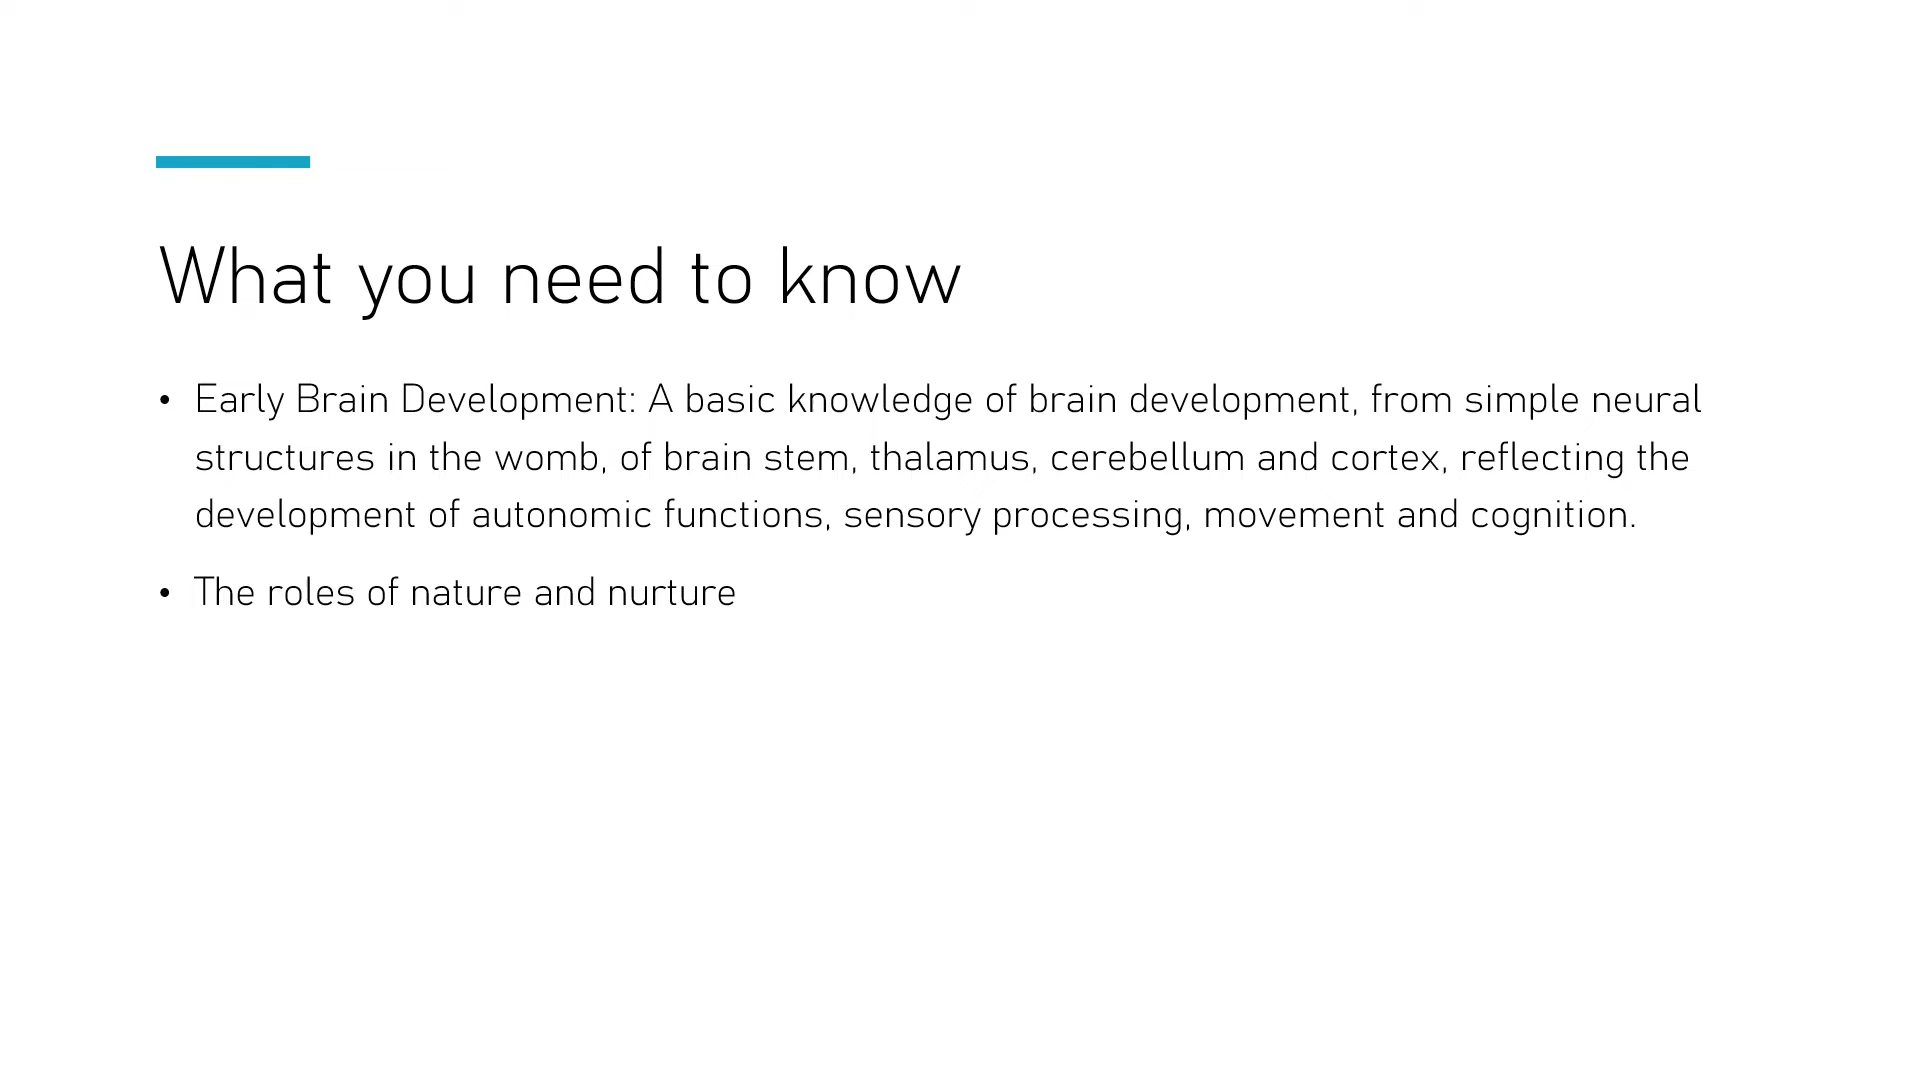 What you need to know
• Early Brain Development: A basic knowledge of brain development, from simple neural
structures in the womb, of brain stem, thalamus, cerebellum and cortex, reflecting the
development of autonomic functions, sensory processing, movement and cognition.
• The roles of nature and nurture